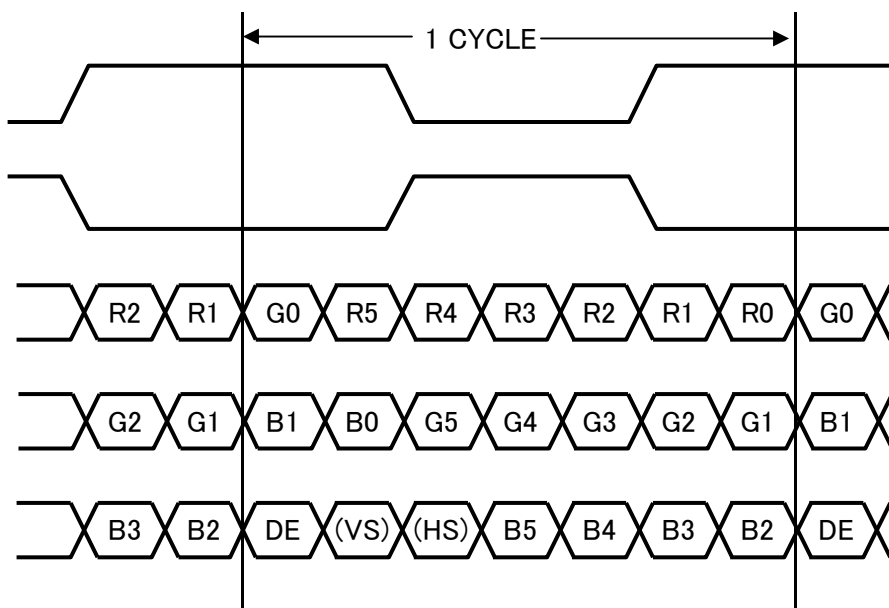 1 CYCLE
R2 R1 G0 R5 R4 R3 R2 R1 R0 G0
G2 G1 B1 B0 G5 G4 G3 G2 G1 B1
B3 B2 DE (VS) (HS) B5 B4 B3 B2 DE